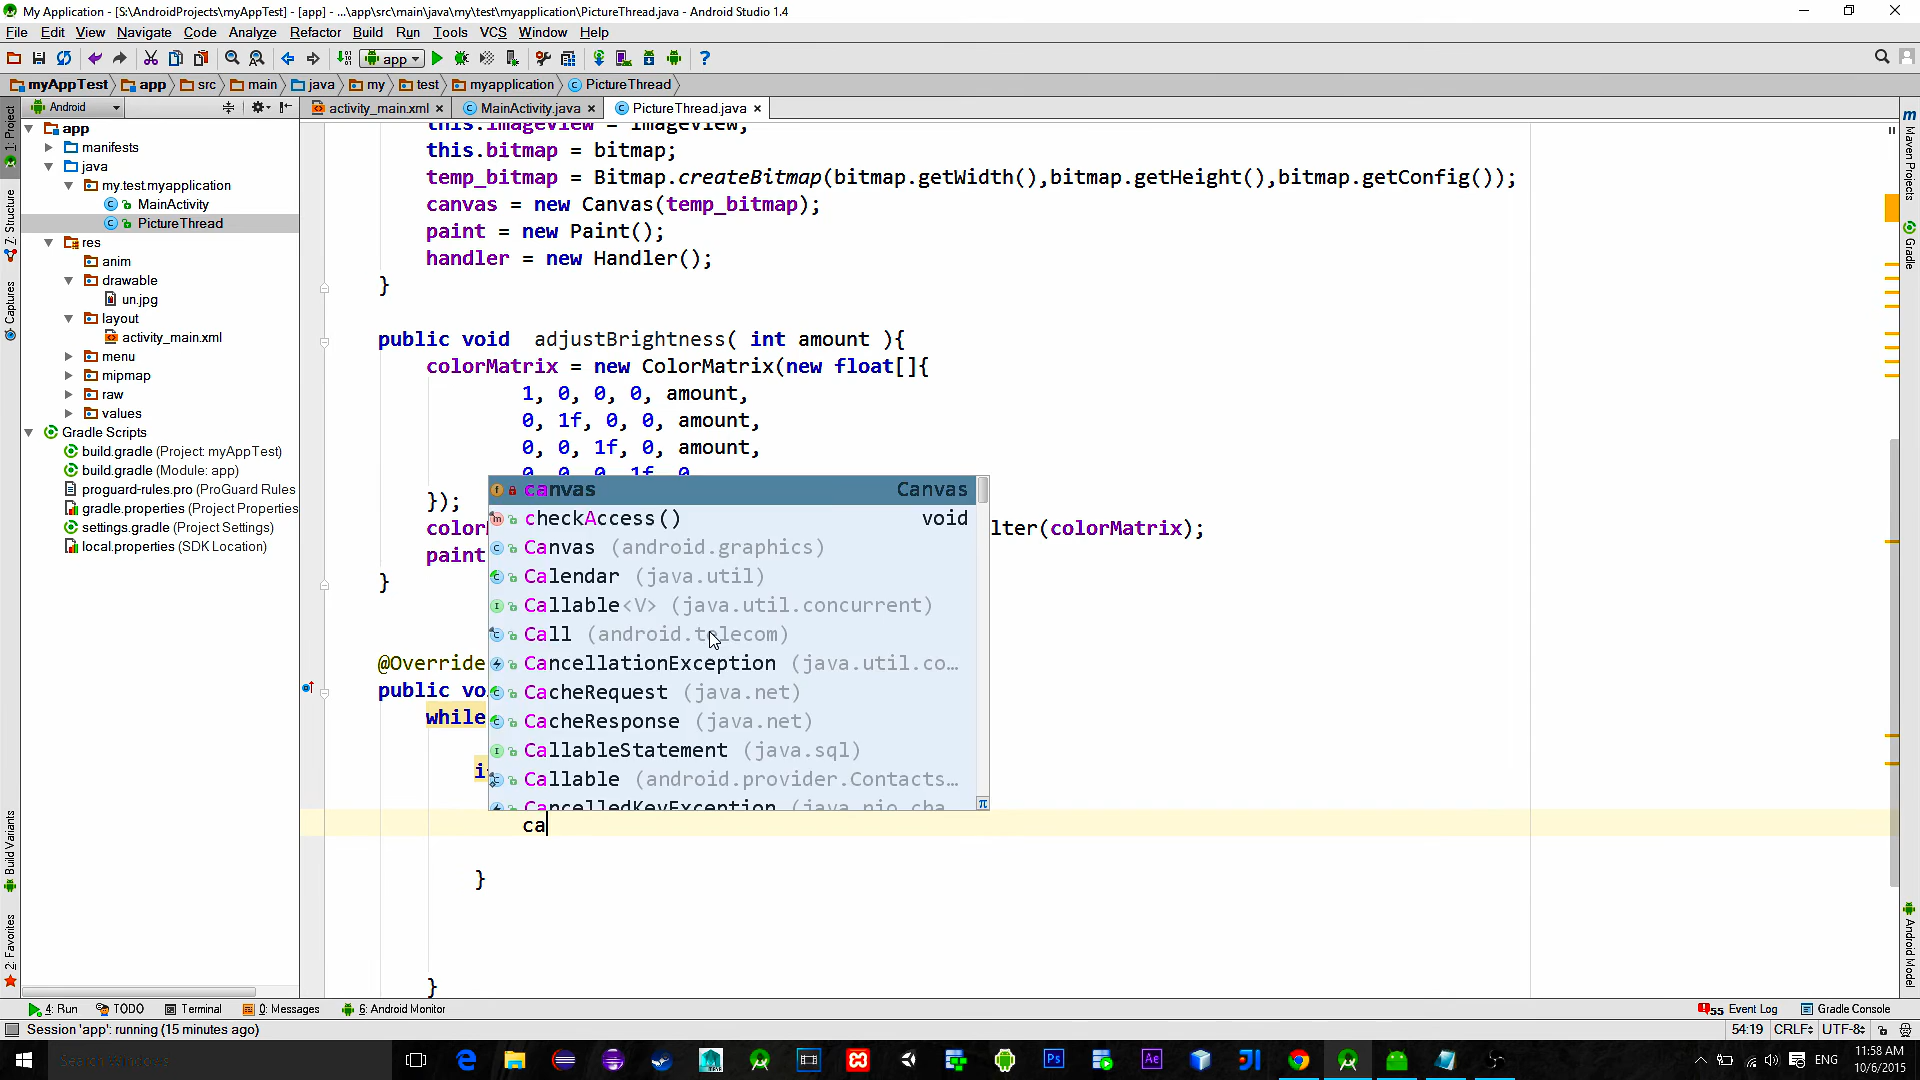 My Application - [S:\AndroidProjects\myAppTest] - [app] - ...\app\src\main\java\my\test\myapplication\PictureThread.java - Android Studio 1.4
File Edit View Navigate Code Analyze Refactor Build Run Tools VCS Window Help
app
myAppTest app src main java my test myapplication PictureThread
Android
activity_main.xml MainActivity.java PictureThread.java
1: Project
Z: Structure
Captures
Build Variants
2: Favorites
app
manifests
java
my.test.myapplication
MainActivity
PictureThread
res
anim
drawable
un.jpg
layout
activity_main.xml
menu
mipmap
raw
values
Gradle Scripts
build.gradle (Project: myAppTest)
build.gradle (Module: app)
proguard-rules.pro (ProGuard Rules
gradle.properties (Project Properties
settings.gradle (Project Settings)
local.properties (SDK Location)
this.imageView = imageView;
this.bitmap = bitmap;
temp_bitmap = Bitmap.createBitmap(bitmap.getWidth(),bitmap.getHeight(),bitmap.getConfig());
canvas = new Canvas(temp_bitmap);
paint = new Paint();
handler = new Handler();
}
public void adjustBrightness( int amount ){
colorMatrix = new ColorMatrix(new float[]{
1, 0, 0, 0, amount,
0, 1f, 0, 0, amount,
0, 0, 1f, 0, amount,
0, 0, 0, 1f, 0
});
color lter(colorMatrix);
paint
}
@Override
public vo
while
i
ca
}
}
canvas Canvas
checkAccess() void
Canvas (android.graphics)
Calendar (java.util)
Callable<V> (java.util.concurrent)
Call (android.telecom)
CancellationException (java.util.co...
CacheRequest (java.net)
CacheResponse (java.net)
CallableStatement (java.sql)
Callable (android.provider.Contacts...
CancelledKeyException (java.nio.cha
π
Maven Projects
Gradle
Android Model
4: Run TODO Terminal 0: Messages 6: Android Monitor
55 Event Log Gradle Console
Session 'app': running (15 minutes ago)
54:19 CRLF UTF-8
ENG
11:58 AM
10/6/2015